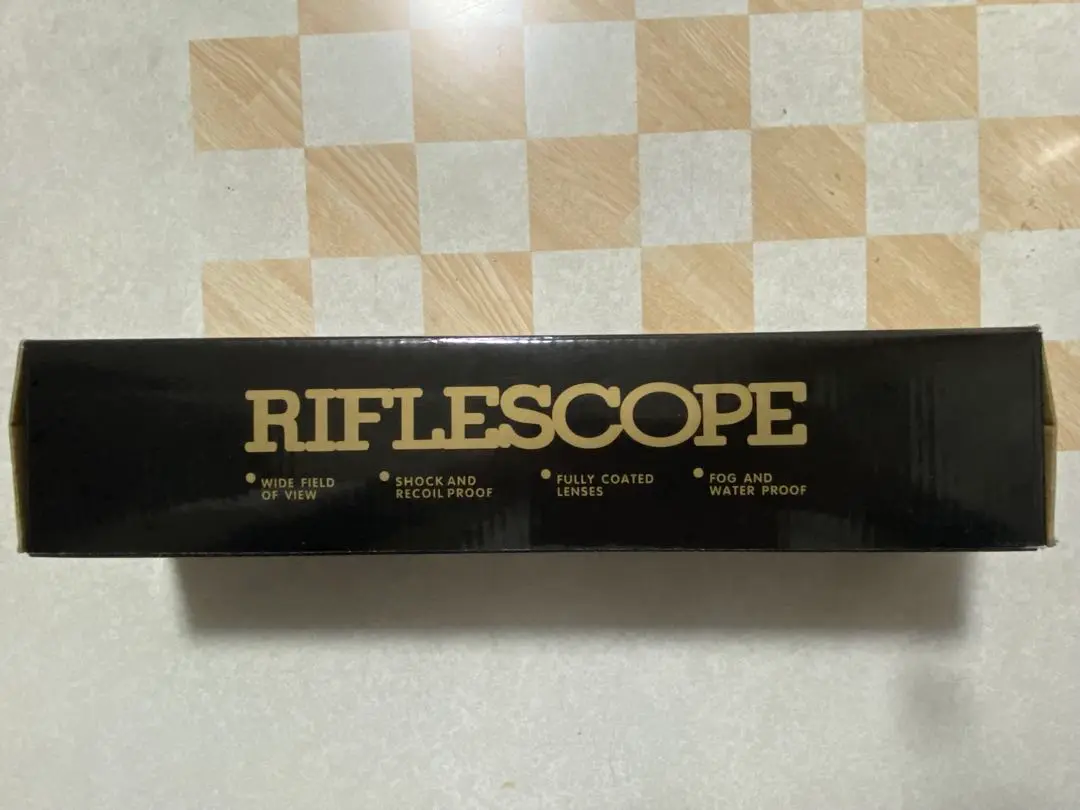 RIFLESCOPE
• WIDE FIELD
OF VIEW
• SHOCK AND
RECOIL PROOF
• FULLY COATED
LENSES
• FOG AND
WATER PROOF